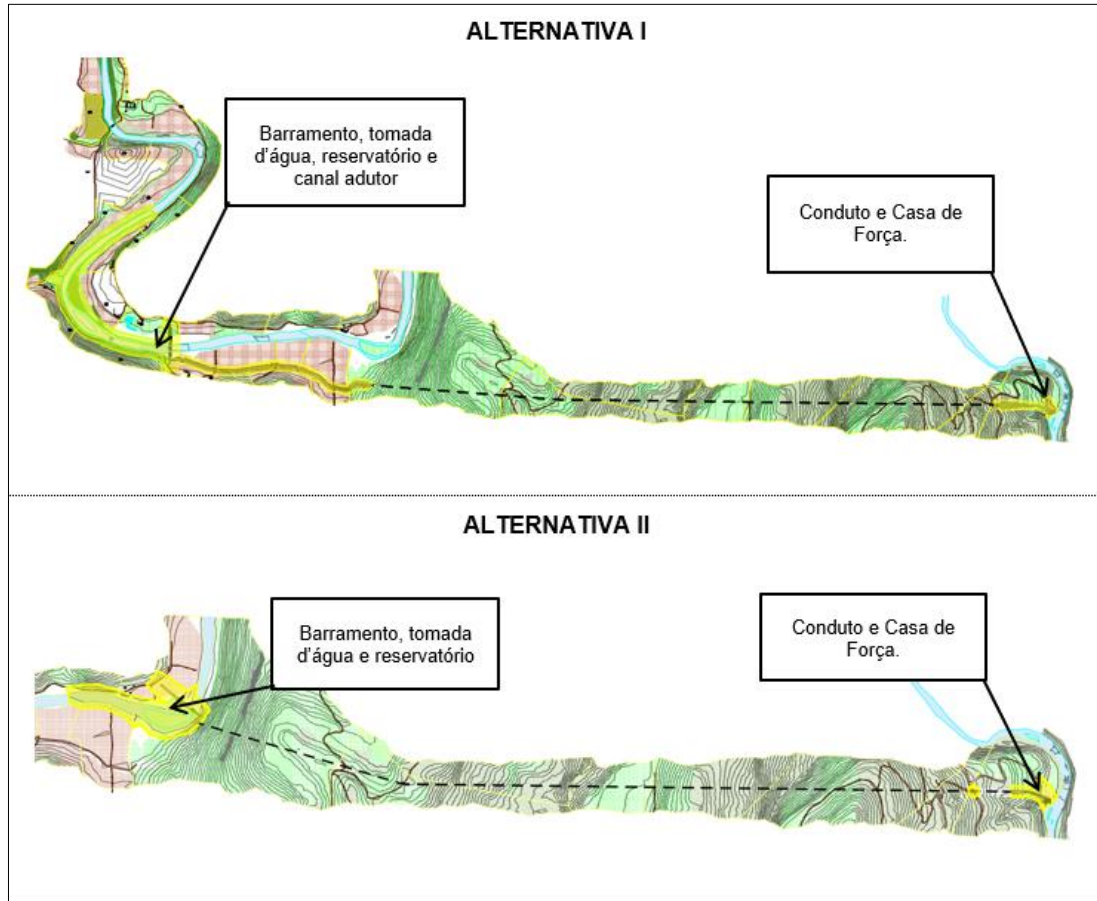 ALTERNATIVA I
Barramento, tomada
d'água, reservatório e
canal adutor
Conduto e Casa de
Força.
ALTERNATIVA II
Barramento, tomada
d'água e reservatório
Conduto e Casa de
Força.